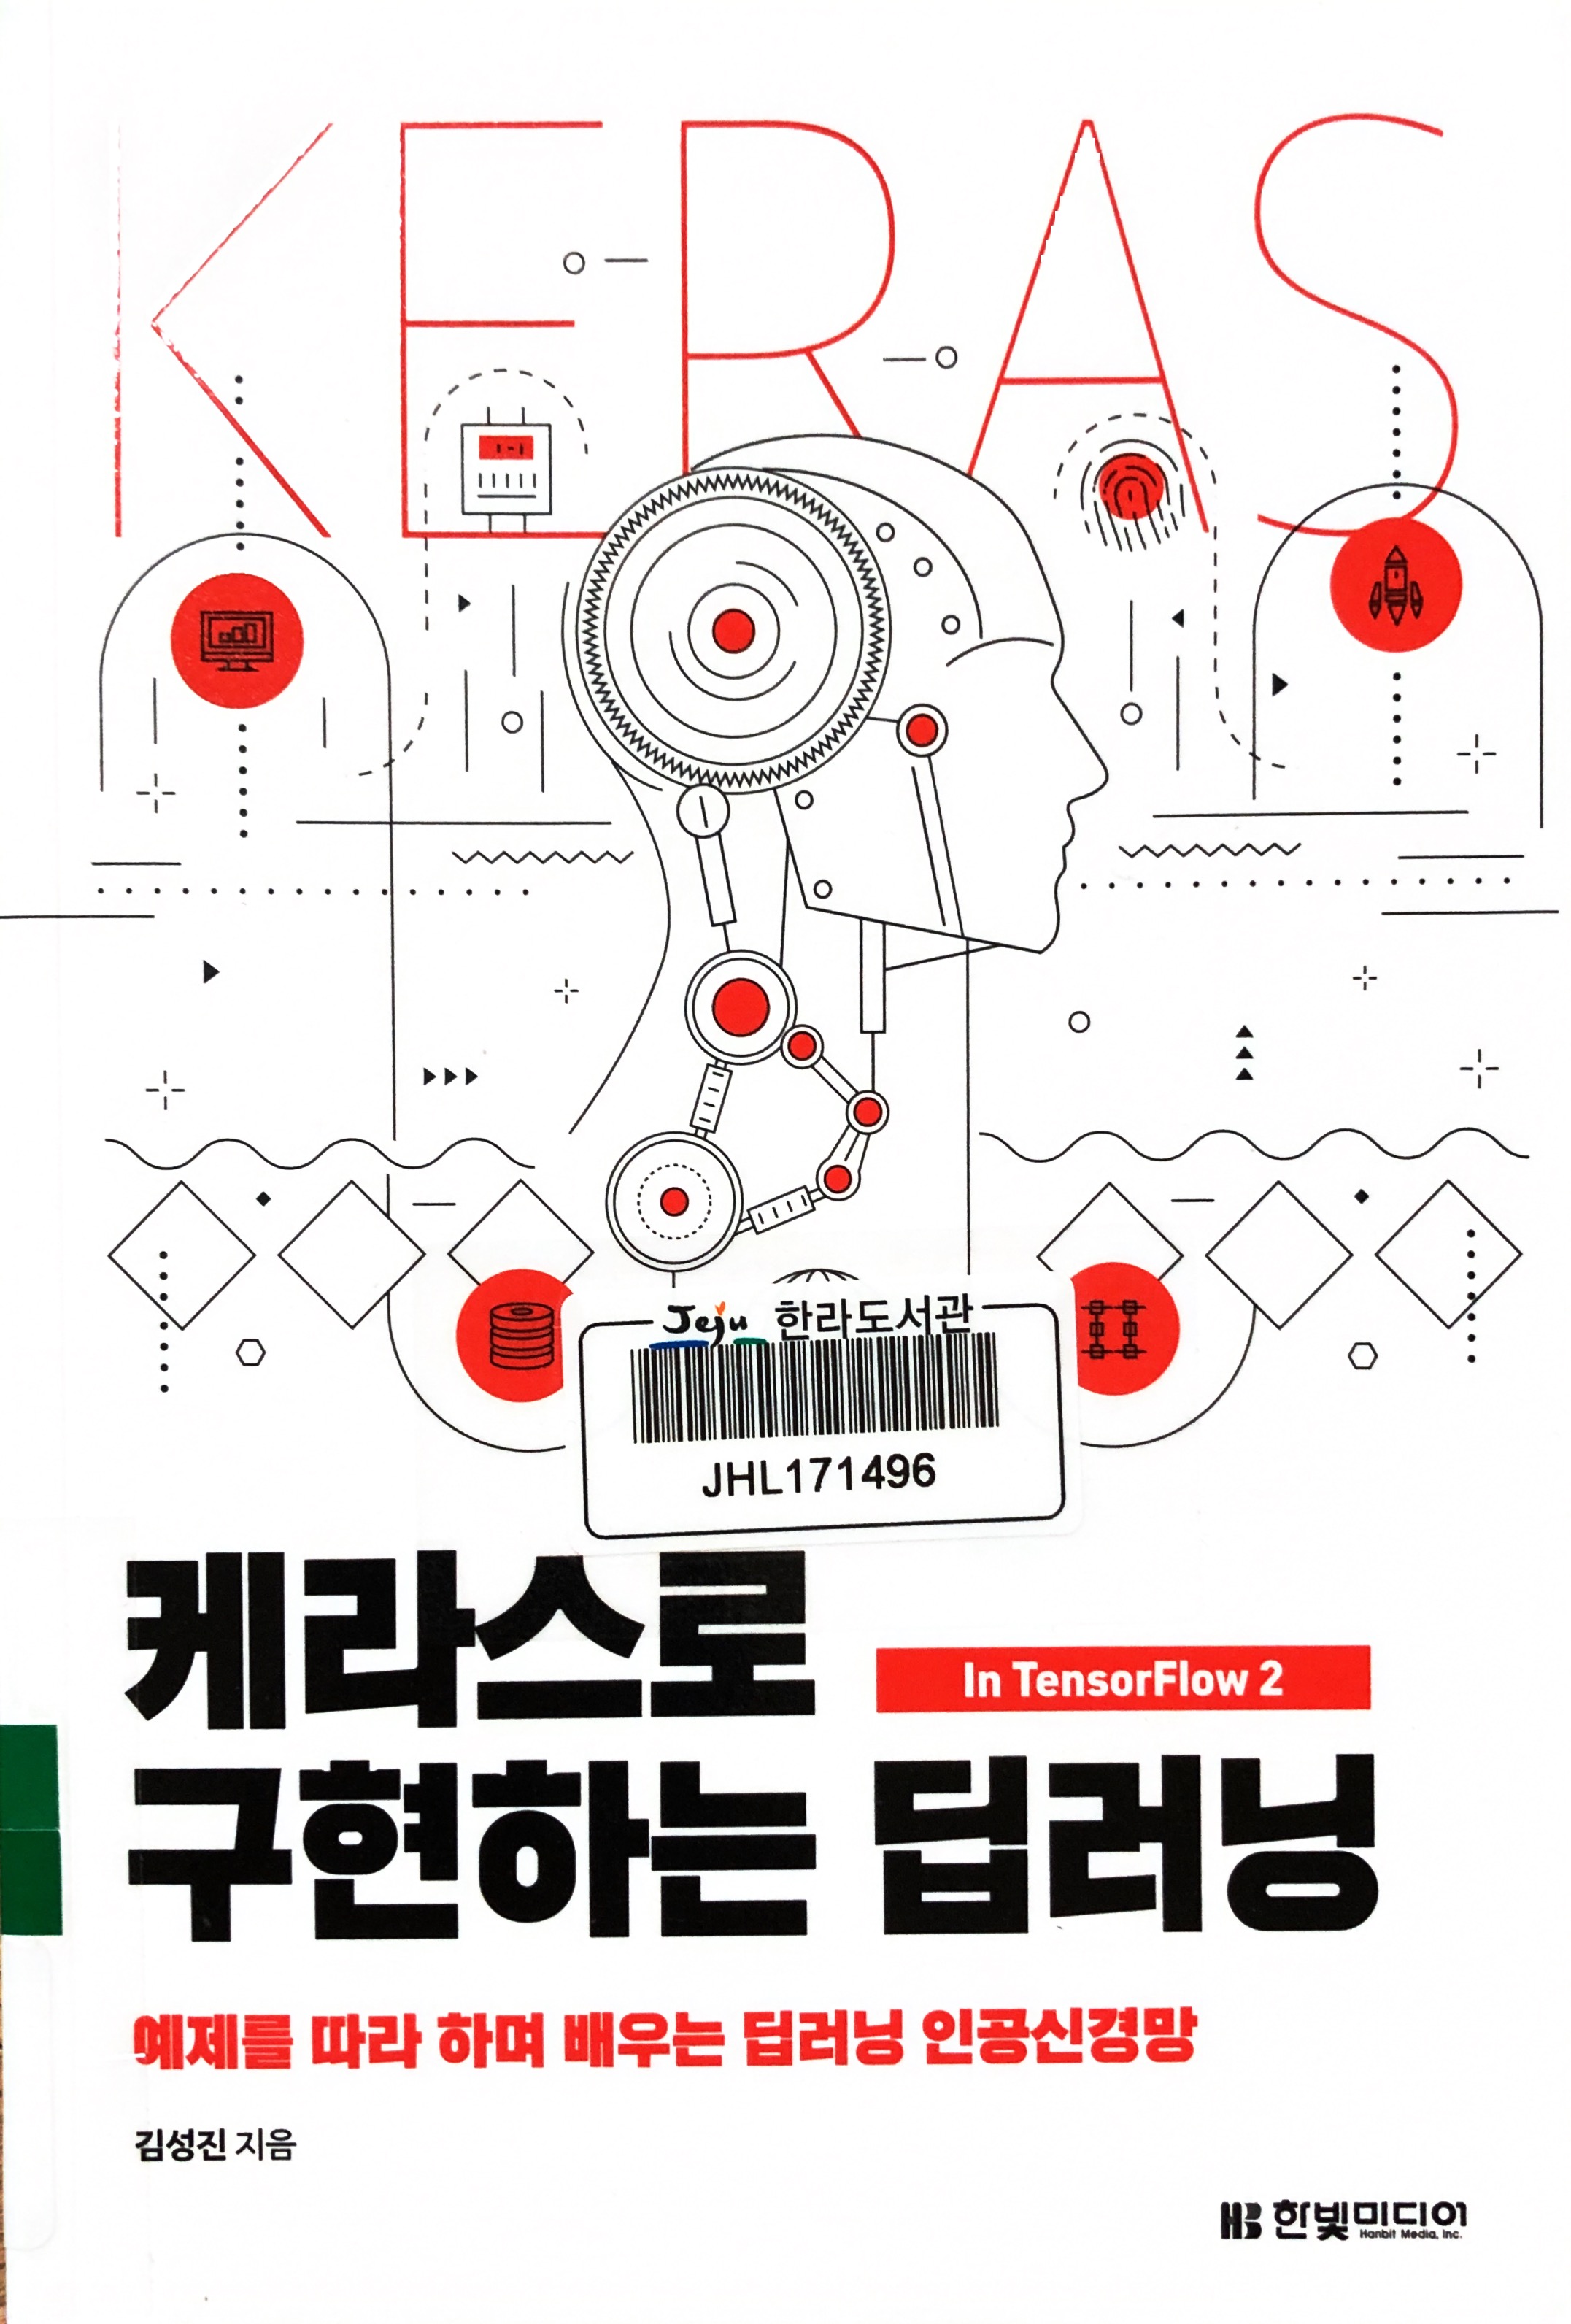 KERAS
Jeju 한라도서관
JHL171496
케라스로
In TensorFlow 2
구현하는 딥러닝
예제를 따라 하며 배우는 딥러닝 인공신경망
김성진 지음
HB 한빛미디어
Hanbit Media, Inc.